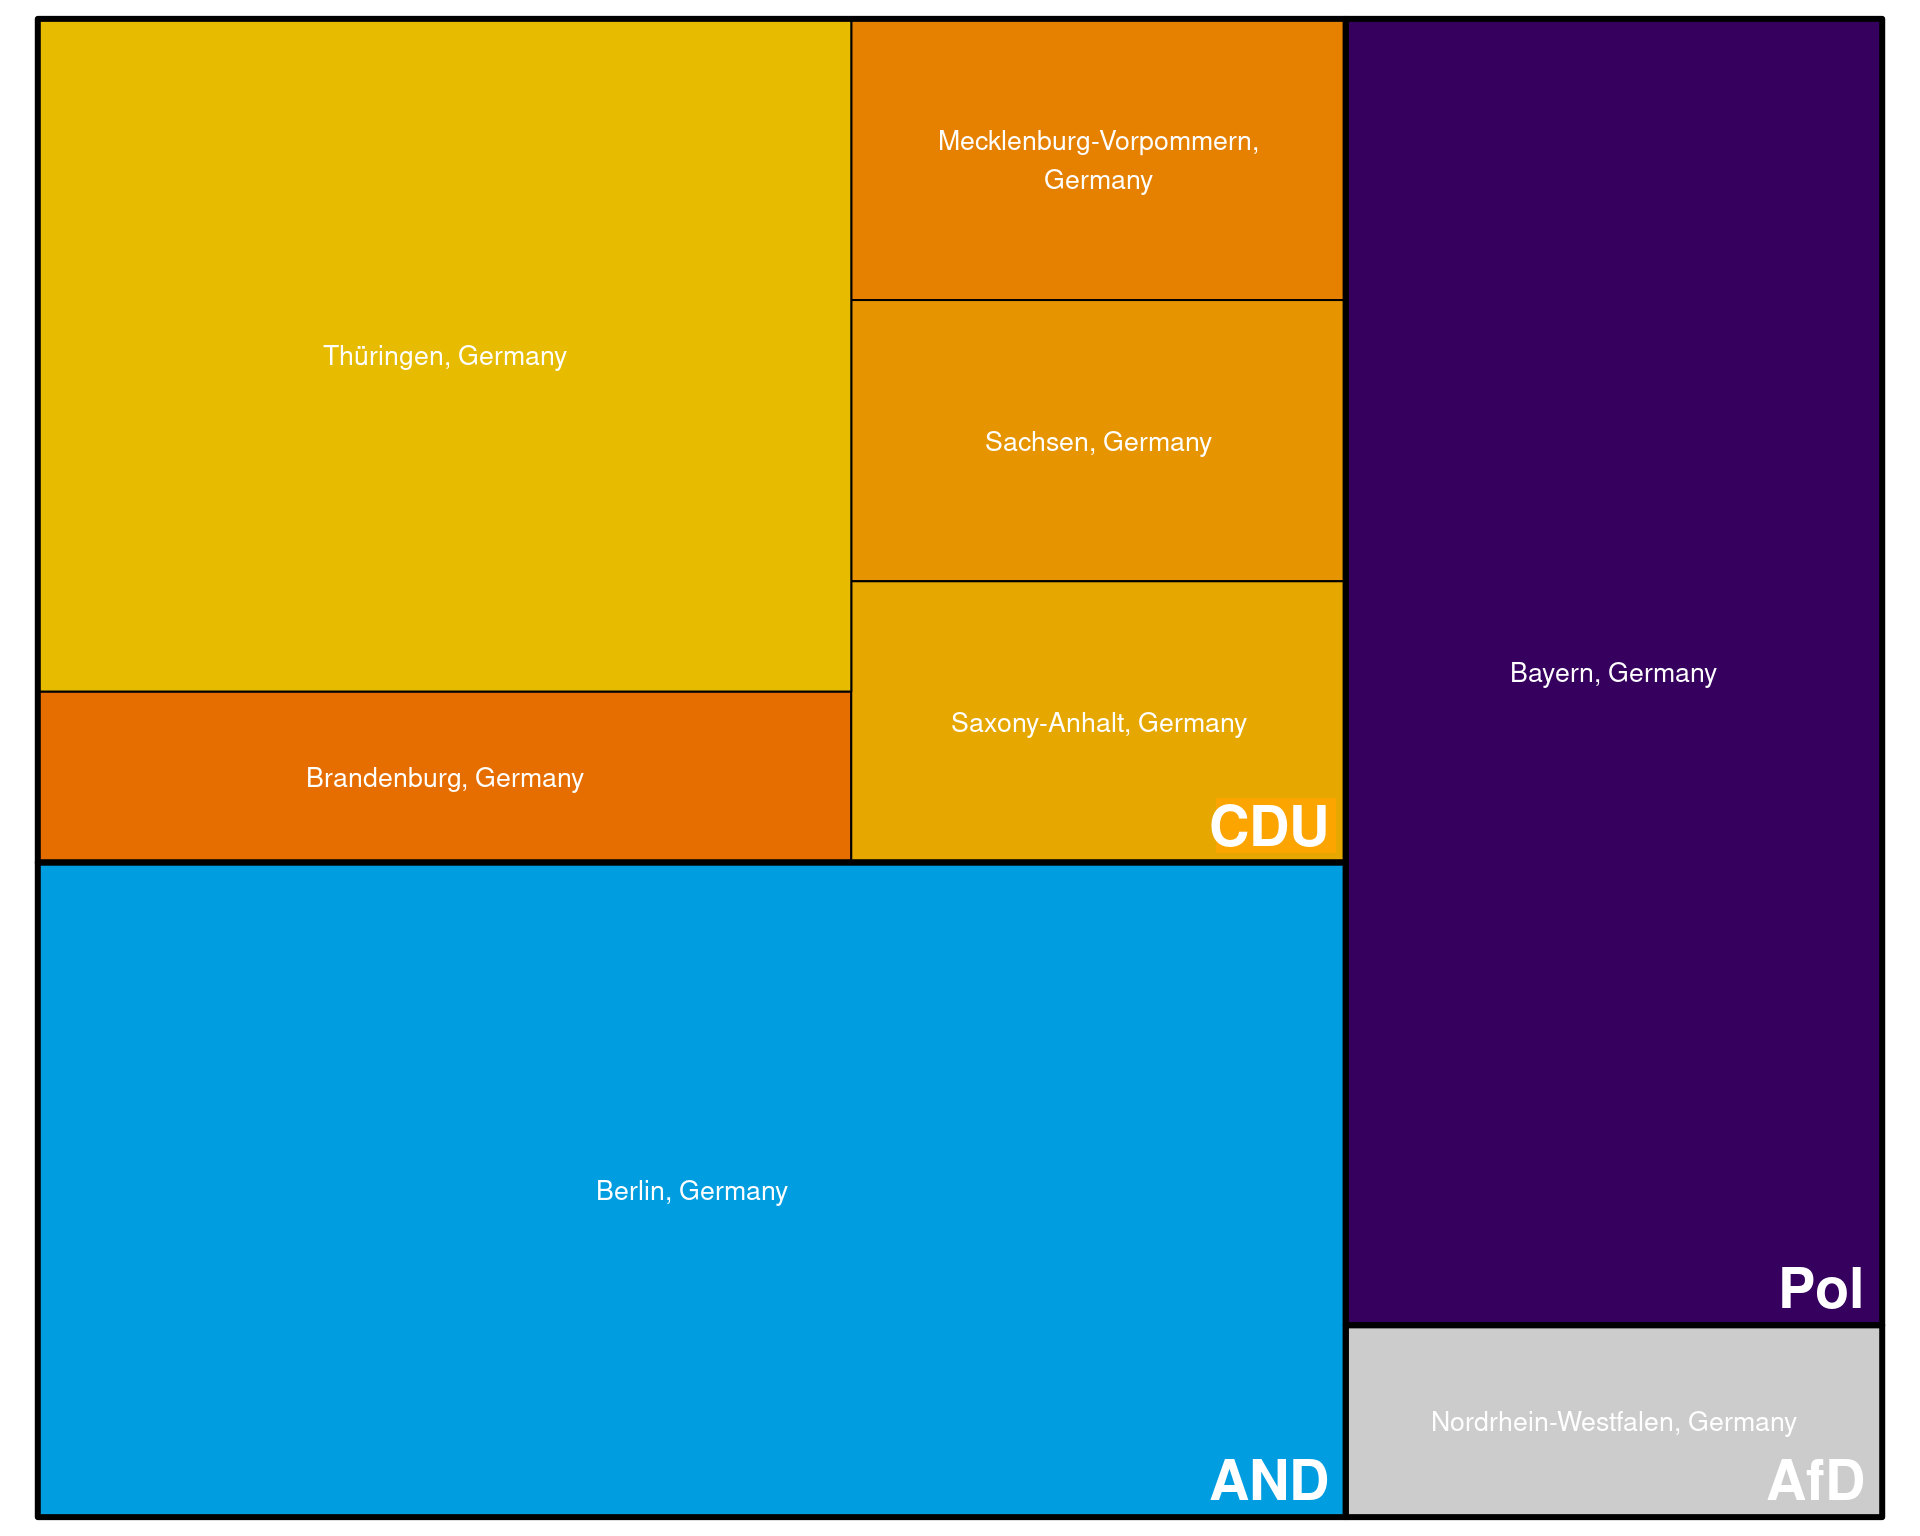 Mecklenburg-Vorpommern,
Germany
Thüringen, Germany
Sachsen, Germany
Bayern, Germany
Saxony-Anhalt, Germany
Brandenburg, Germany
CDU
Berlin, Germany
Pol
Nordrhein-Westfalen, Germany
AND
AfD